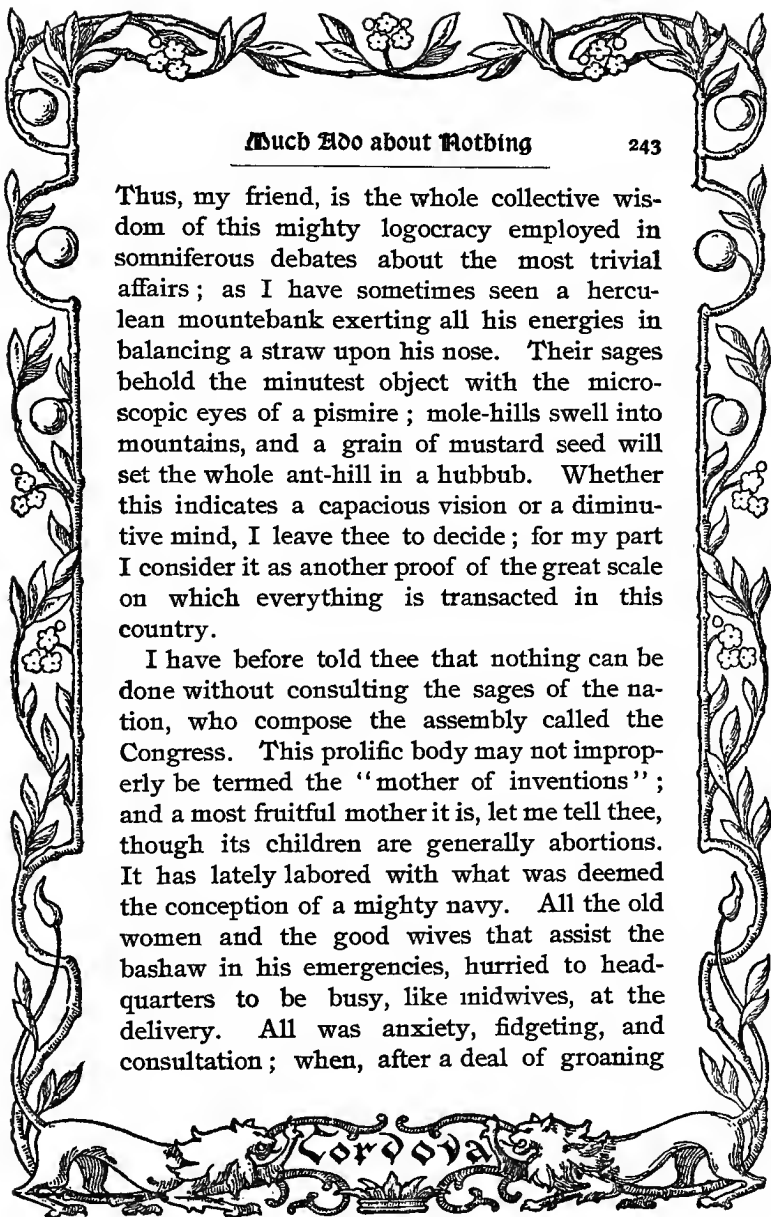 Much Ado about Nothing 243
Thus, my friend, is the whole collective wis-
dom of this mighty logocracy employed in
somniferous debates about the most trivial
affairs ; as I have sometimes seen a hercu-
lean mountebank exerting all his energies in
balancing a straw upon his nose. Their sages
behold the minutest object with the micro-
scopic eyes of a pismire ; mole-hills swell into
mountains, and a grain of mustard seed will
set the whole ant-hill in a hubbub. Whether
this indicates a capacious vision or a diminu-
tive mind, I leave thee to decide ; for my part
I consider it as another proof of the great scale
on which everything is transacted in this
country.
I have before told thee that nothing can be
done without consulting the sages of the na-
tion, who compose the assembly called the
Congress. This prolific body may not improp-
erly be termed the “mother of inventions” ;
and a most fruitful mother it is, let me tell thee,
though its children are generally abortions.
It has lately labored with what was deemed
the conception of a mighty navy. All the old
women and the good wives that assist the
bashaw in his emergencies, hurried to head-
quarters to be busy, like midwives, at the
delivery. All was anxiety, fidgeting, and
consultation ; when, after a deal of groaning
Cordova